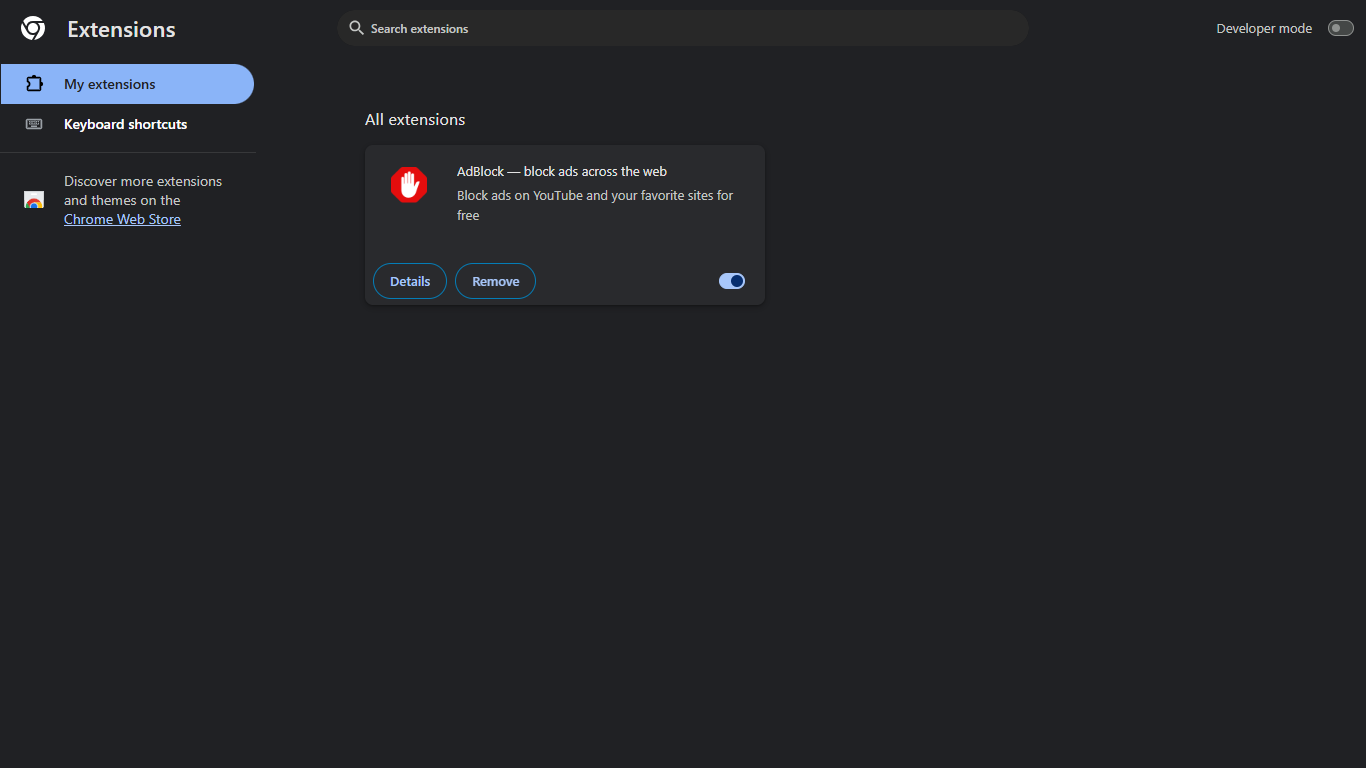 Extensions
Search extensions
Developer mode
My extensions
Keyboard shortcuts
Discover more extensions
and themes on the
Chrome Web Store
All extensions
AdBlock — block ads across the web
Block ads on YouTube and your favorite sites for
free
Details
Remove